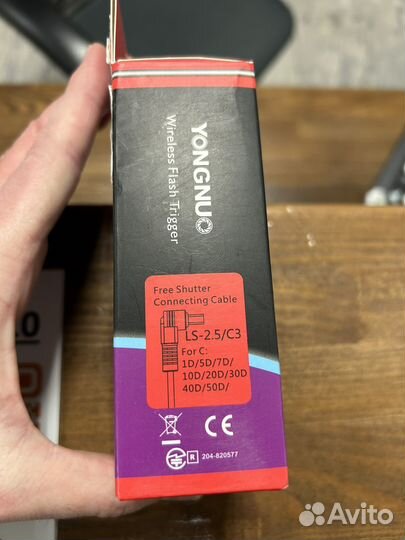 YONGNUO
Wireless Flash Trigger
Free Shutter
Connecting Cable
LS-2.5/C3
For C:
1D/5D/7D/
10D/20D/30D
40D/50D/
CE
R 204-820577
.0
Avito